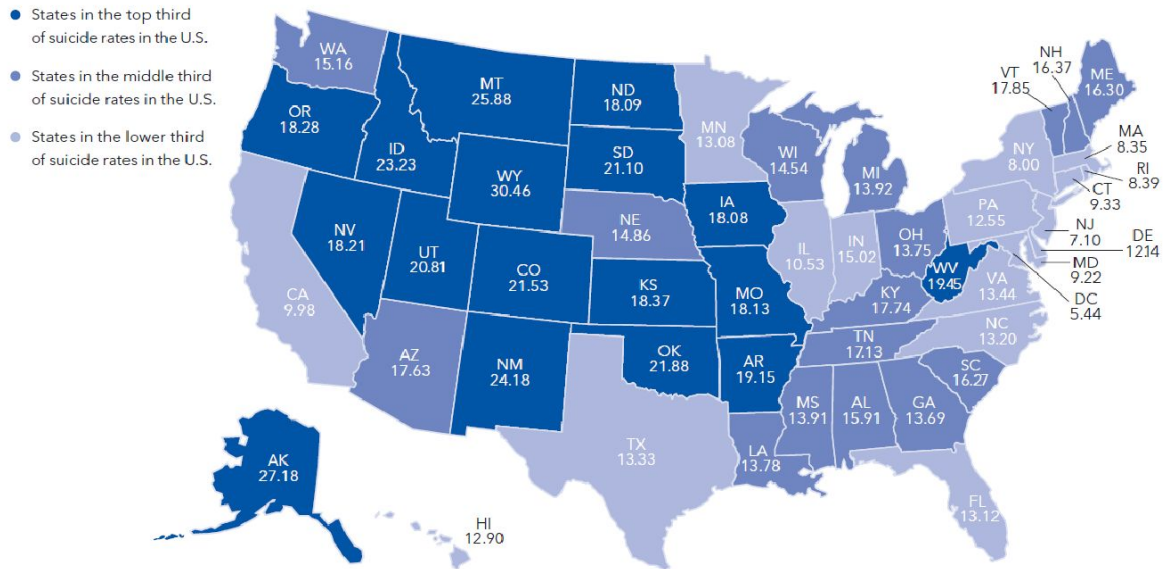 States in the top third
of suicide rates in the U.S.
States in the middle third
of suicide rates in the U.S.
States in the lower third
of suicide rates in the U.S.
WA
15.16
MT
25.88
ND
18.09
MN
13.08
NH
16.37
VT
17.85
ME
16.30
OR
18.28
ID
23.23
WY
30.46
SD
21.10
WI
14.54
MI
13.92
NY
8.00
MA
8.35
RI
8.39
CT
9.33
NV
18.21
UT
20.81
CO
21.53
NE
14.86
IA
18.08
IL
10.53
IN
15.02
OH
13.75
PA
12.55
NJ
7.10
DE
1214
MD
9.22
DC
5.44
CA
9.98
KS
18.37
MO
18.13
KY
17.74
WV
19.45
VA
13.44
AZ
17.63
NM
24.18
OK
21.88
AR
19.15
TN
17.13
NC
13.20
SC
16.27
TX
13.33
LA
13.78
MS
13.91
AL
15.91
GA
13.69
FL
13.12
AK
27.18
HI
12.90